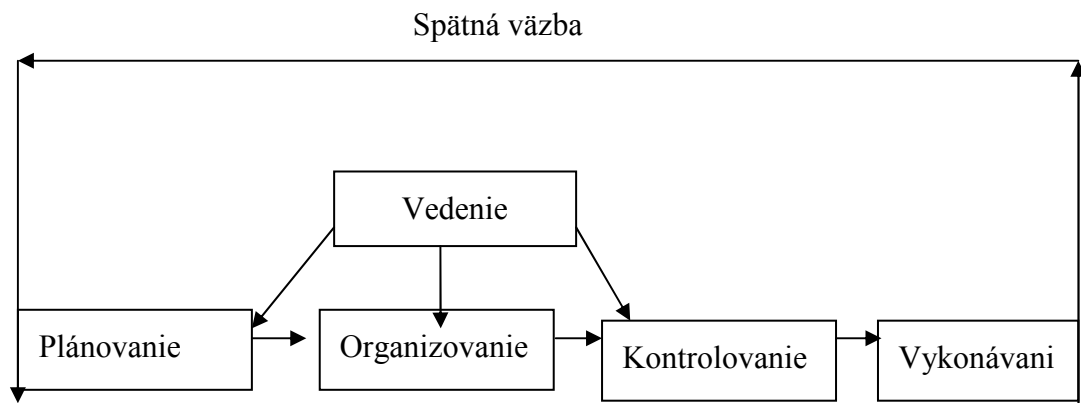 Spätná väzba
Vedenie
Plánovanie
Organizovanie
Kontrolovanie
Vykonávani